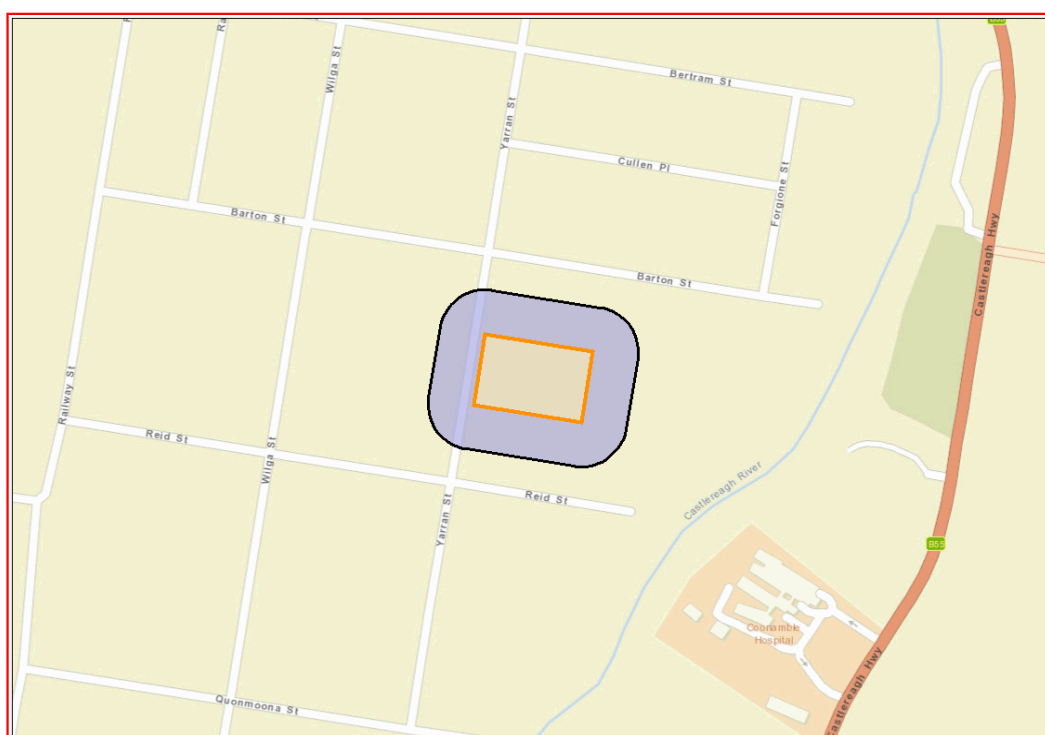 Wilga St
Yarran St
Bertram St
Cullen Pl
Forgione St
Barton St
Barton St
Castlereagh Hwy
Railway St
Reid St
Wilga St
Reid St
Yarran St
Castlereagh River
B55
Coonamble
Hospital
Castlereagh Hwy
Quonmoona St